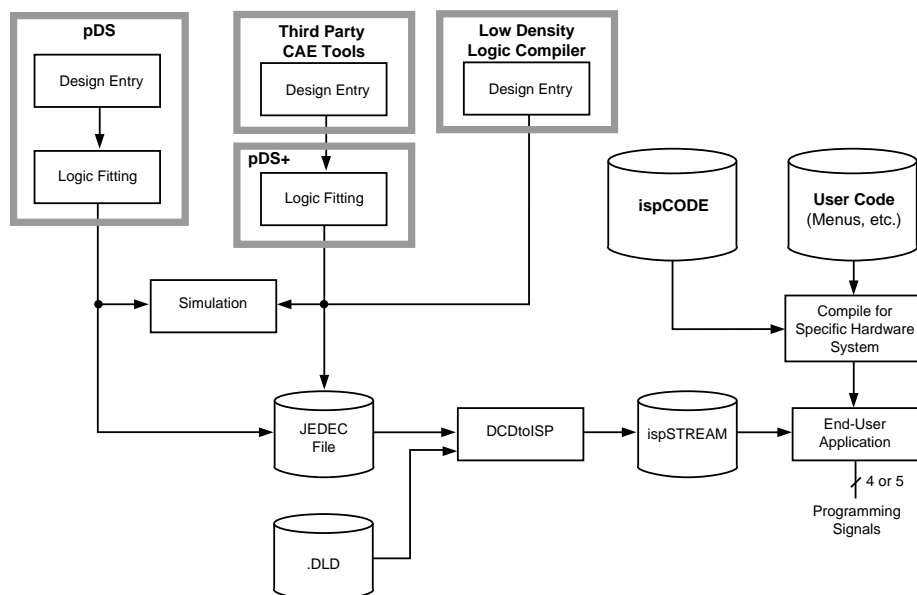 pDS
Design Entry
Logic Fitting
Third Party
CAE Tools
Design Entry
pDS+
Logic Fitting
Low Density
Logic Compiler
Design Entry
ispCODE
User Code
(Menus, etc.)
Simulation
Compile for
Specific Hardware
System
JEDEC
File
DCDtoISP
ispSTREAM
End-User
Application
4 or 5
Programming
Signals
.DLD